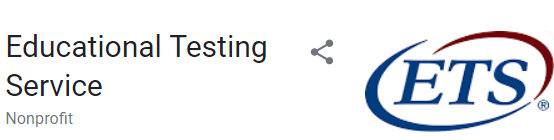 Educational Testing
Service
Nonprofit
ETS®